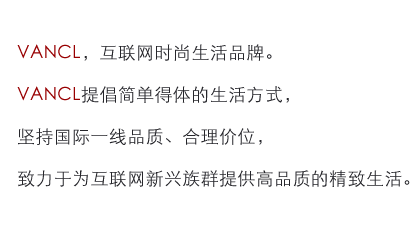 VANCL，互联网时尚生活品牌。
VANCL提倡简单得体的生活方式，
坚持国际一线品质、合理价位，
致力于为互联网新兴族群提供高品质的精致生活。